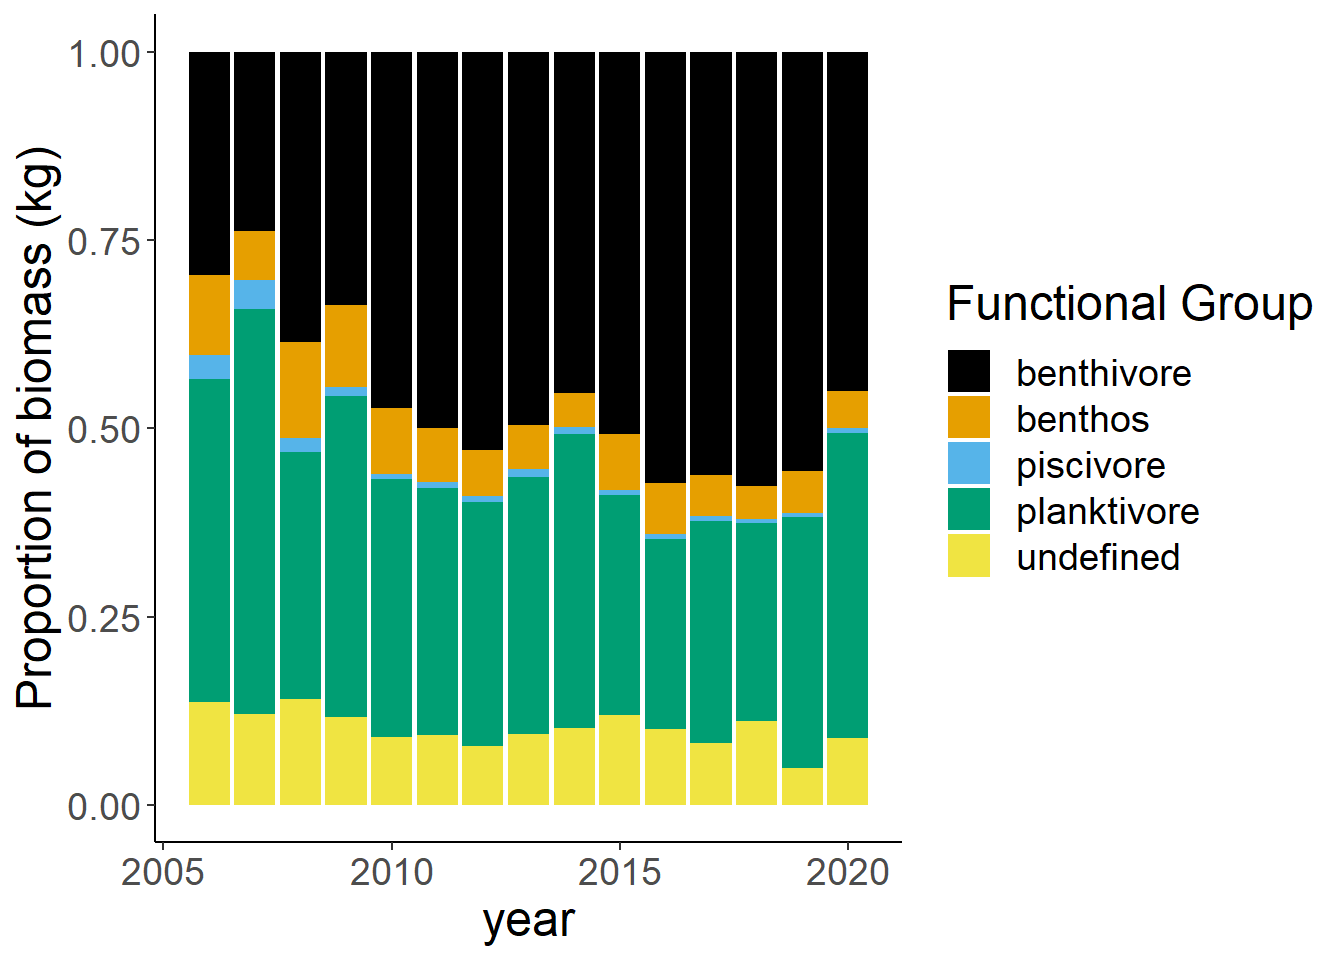 Proportion of biomass (kg)
1.00
0.75
0.50
0.25
0.00
2005 2010 2015 2020
year
Functional Group
benthivore
benthos
piscivore
planktivore
undefined